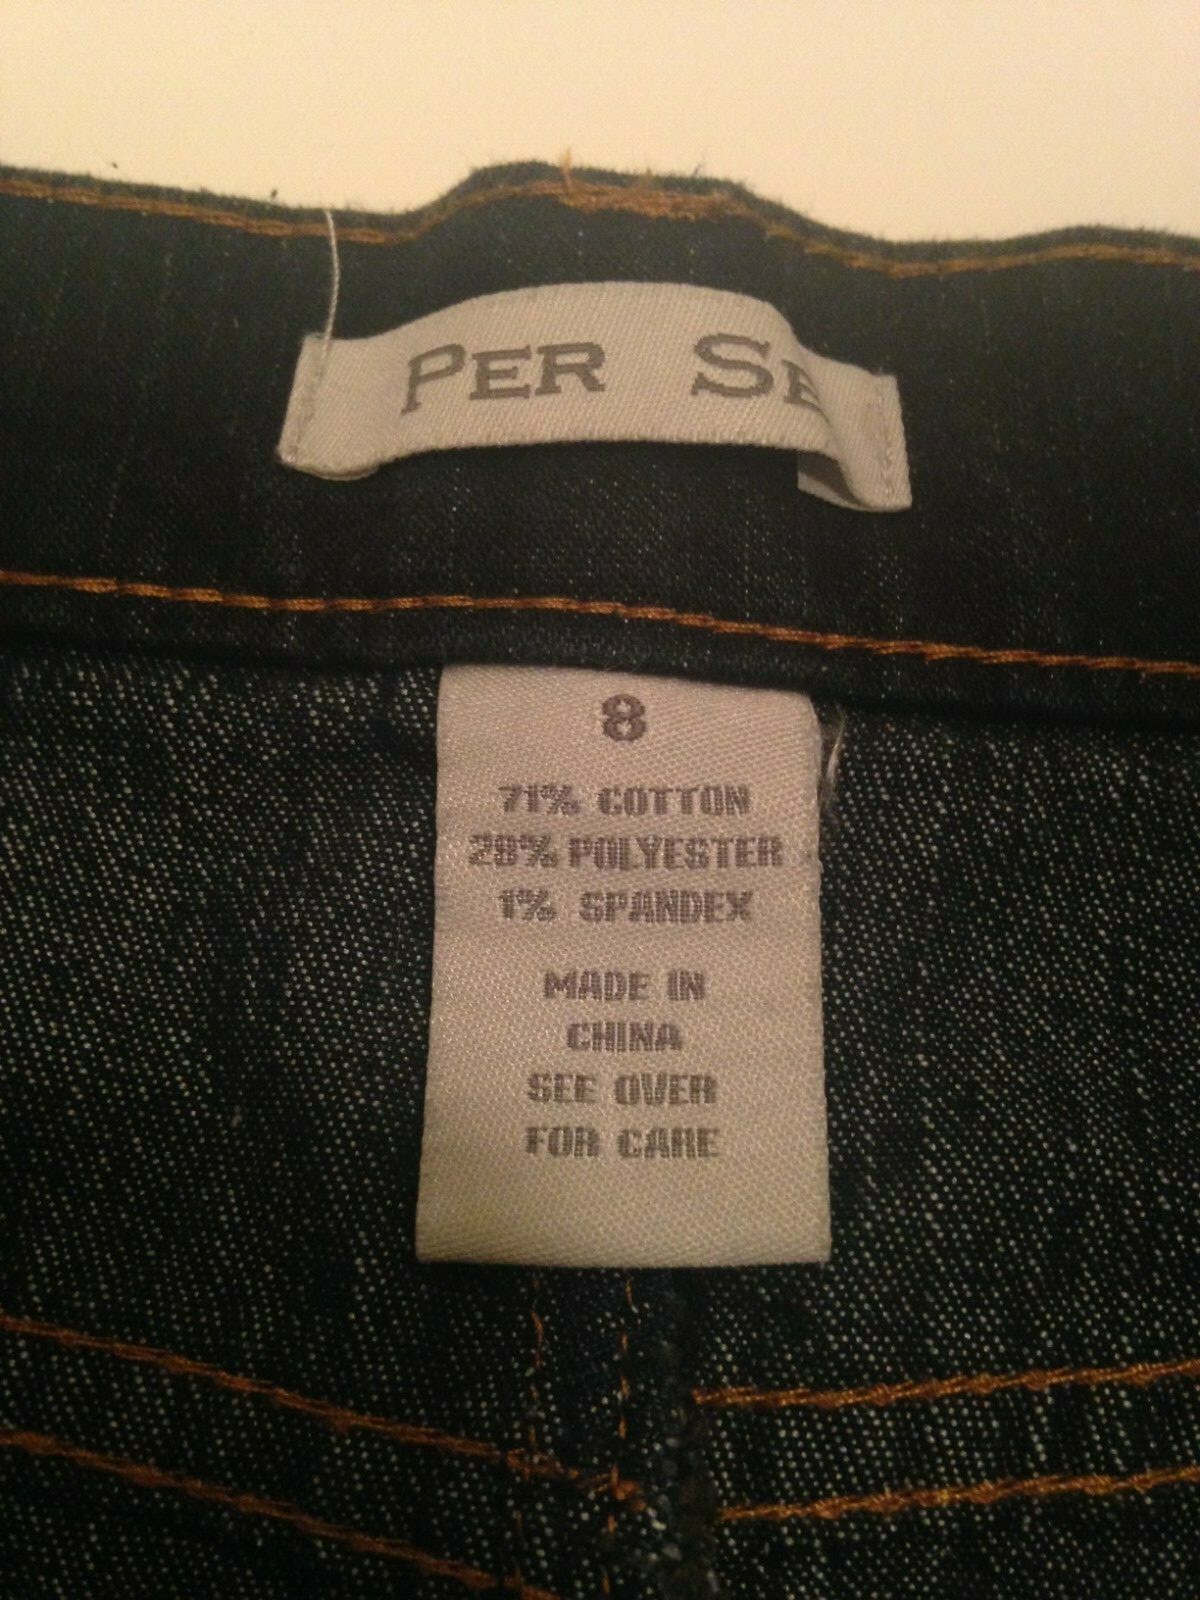 PER SE
8
71% COTTON
28% POLYESTER
1% SPANDEX
MADE IN
CHINA
SEE OVER
FOR CARE